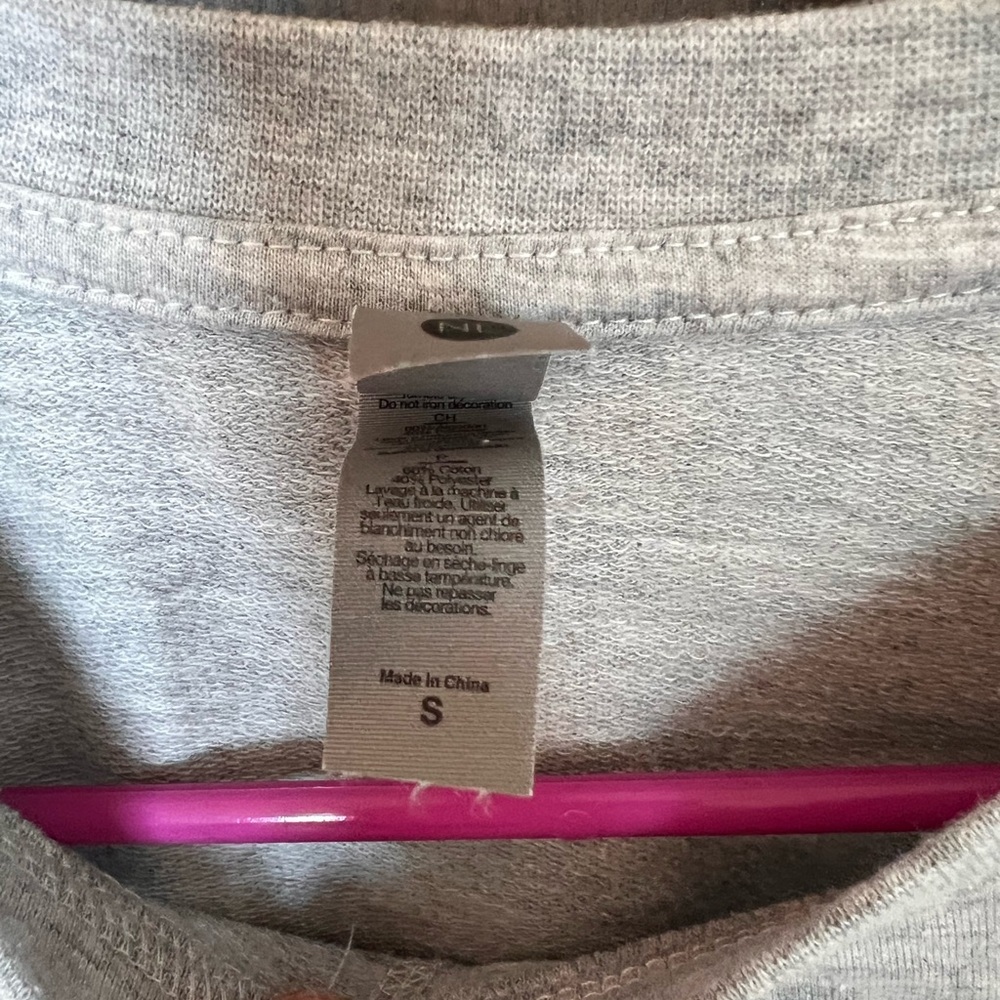 NL
Do not iron décoration
CH
F
60% Coton
40% Polyester
Lavage à la machine à
l'eau froide. Utiliser
seulement un agent de
blanchiment non chloré
au besoin.
Séchage en sèche-linge
à basse température.
Ne pas repasser
les décorations.
Made in China
S